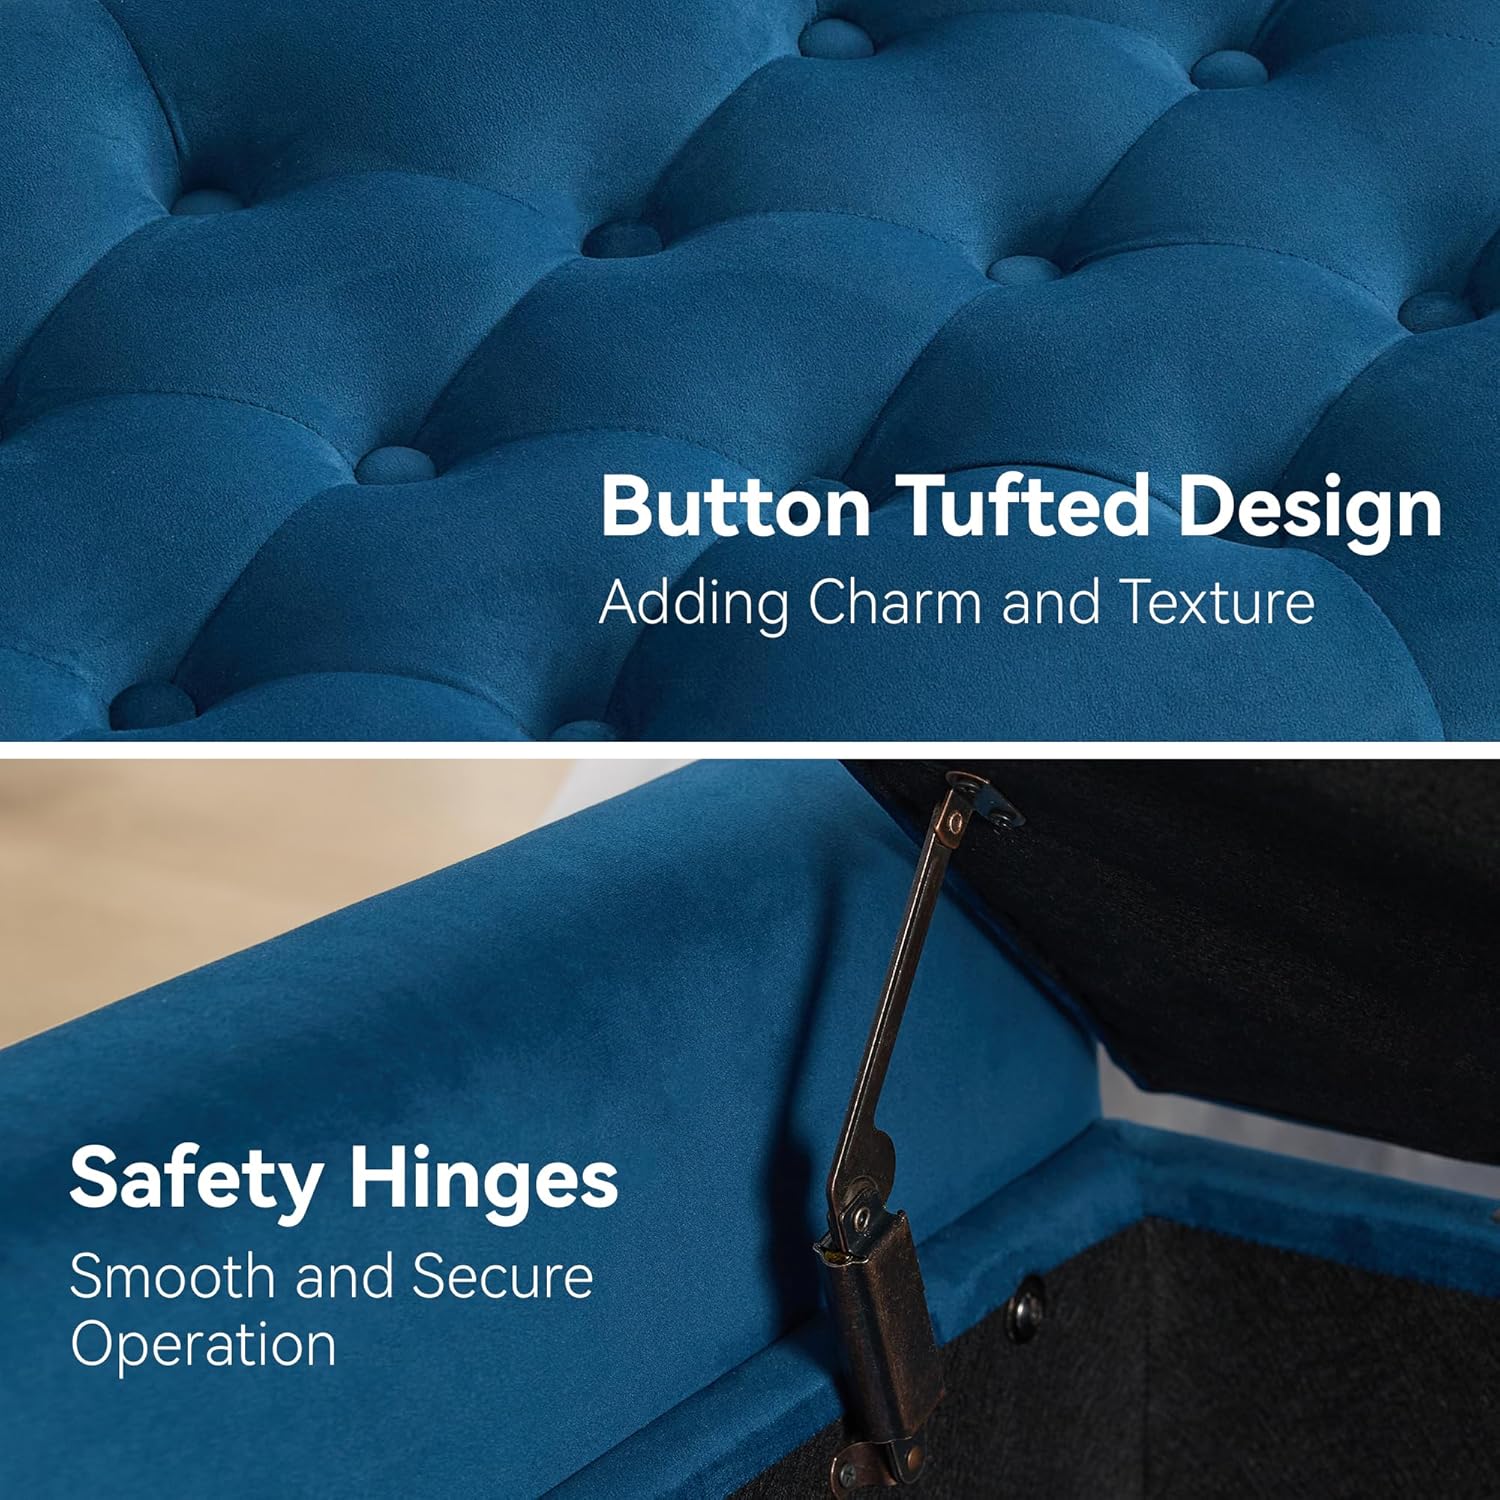 Button Tufted Design
Adding Charm and Texture
Safety Hinges
Smooth and Secure
Operation